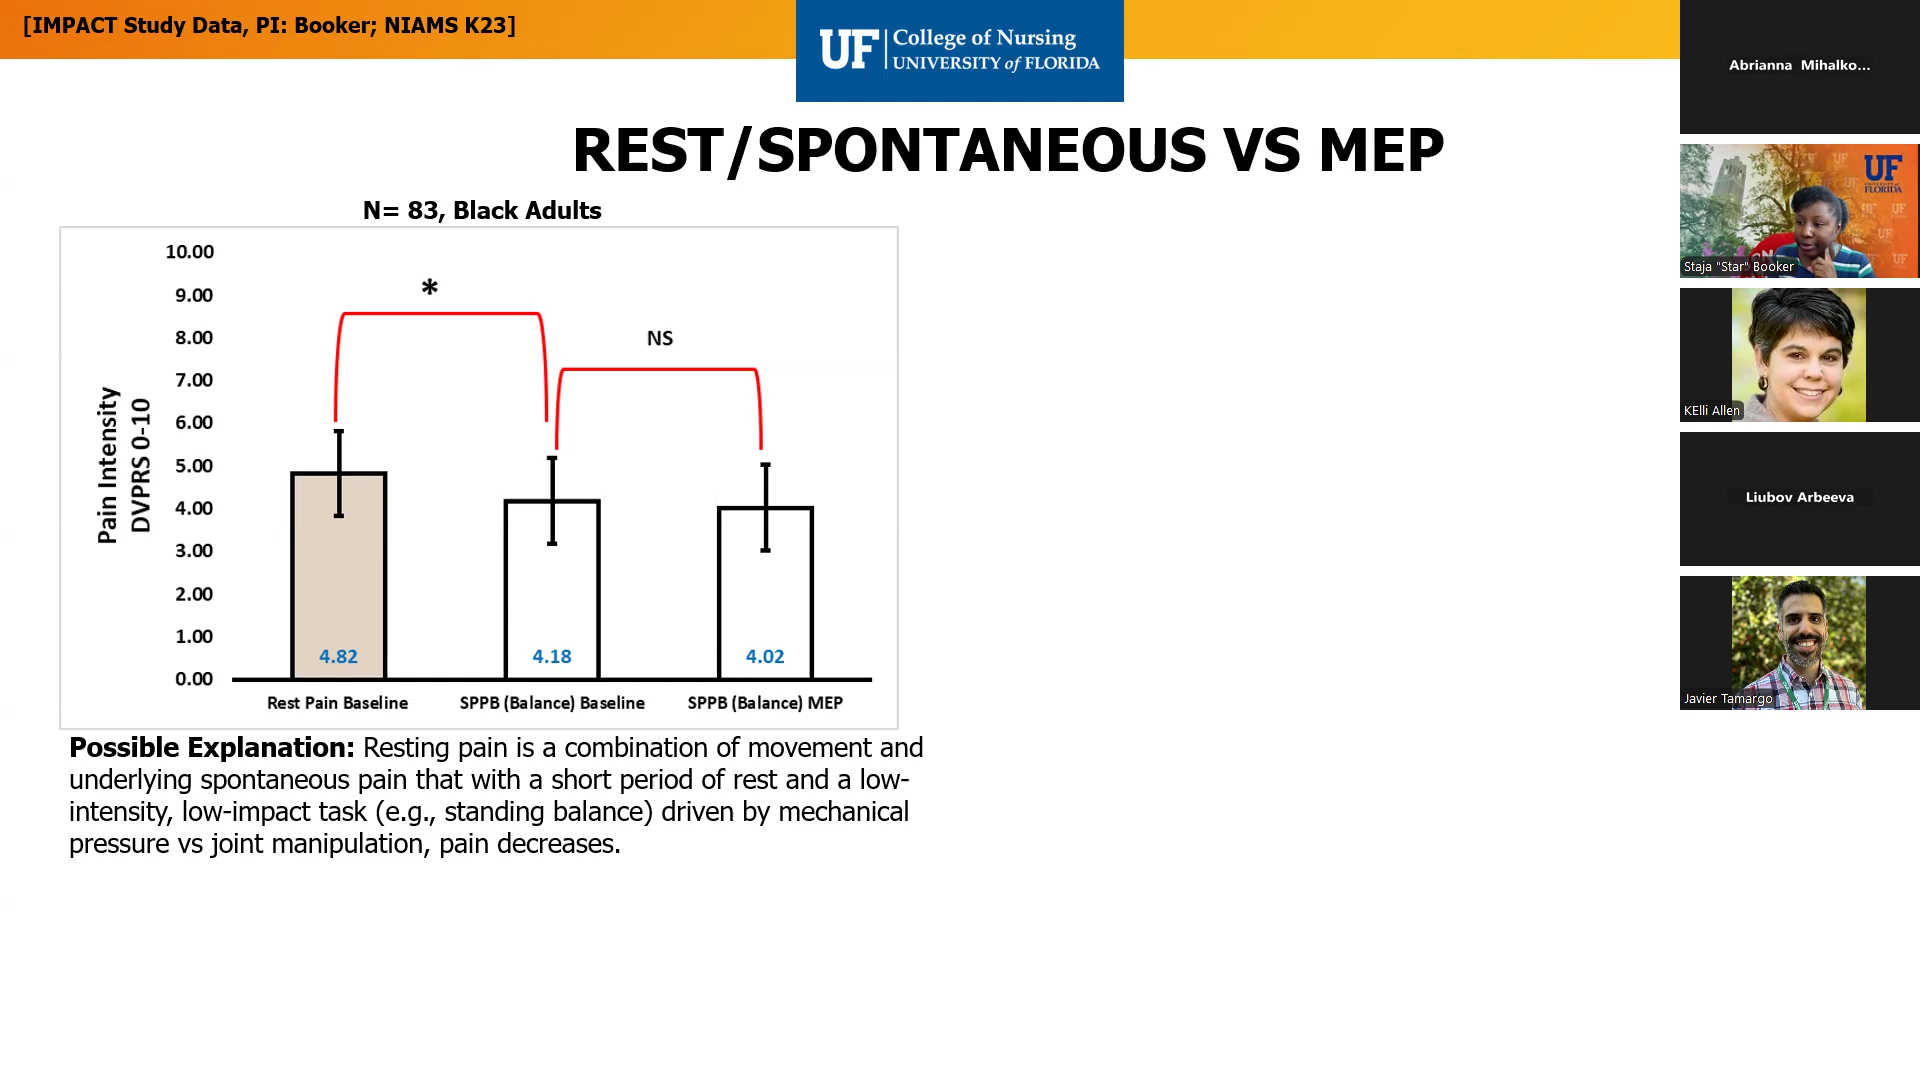 [IMPACT Study Data, PI: Booker; NIAMS K23]
UF College of Nursing
UNIVERSITY of FLORIDA
REST/SPONTANEOUS VS MEP
N= 83, Black Adults
10.00
9.00
8.00
7.00
6.00
5.00
4.00
3.00
2.00
1.00
0.00
Pain Intensity
DVPRS 0-10
*
NS
4.82
4.18
4.02
Rest Pain Baseline
SPPB (Balance) Baseline
SPPB (Balance) MEP
Possible Explanation: Resting pain is a combination of movement and
underlying spontaneous pain that with a short period of rest and a low-
intensity, low-impact task (e.g., standing balance) driven by mechanical
pressure vs joint manipulation, pain decreases.
Abrianna Mihalko...
UF
UNIVERSITY of
FLORIDA
Staja "Star" Booker
KElli Allen
Liubov Arbeeva
Javier Tamargo